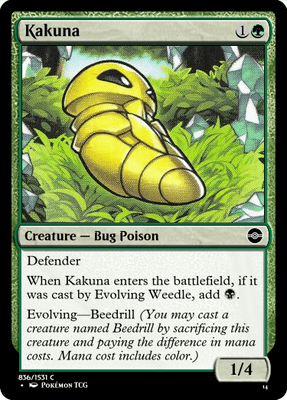 Kakuna 1
Creature — Bug Poison
Defender
When Kakuna enters the battlefield, if it
was cast by Evolving Weedle, add .
Evolving—Beedrill (You may cast a
creature named Beedrill by sacrificing this
creature and paying the difference in mana
costs. Mana cost includes color.)
1/4
836/1531 C
• Pokémon TCG